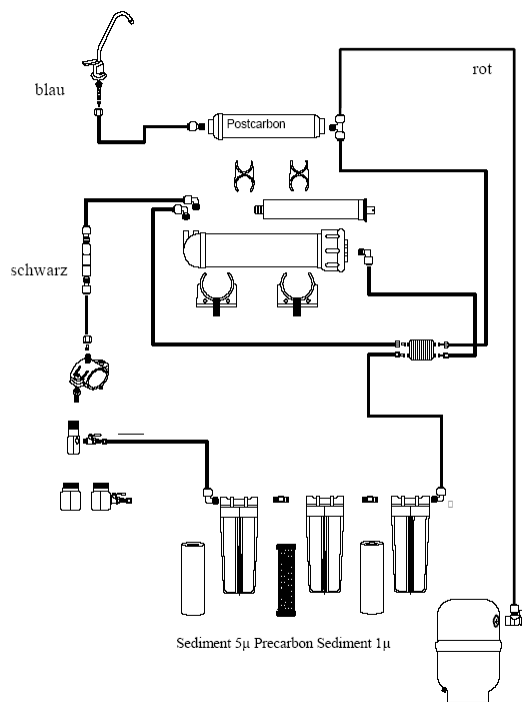 rot
blau
Postcarbon
schwarz
Sediment 5µ Precarbon Sediment 1µ